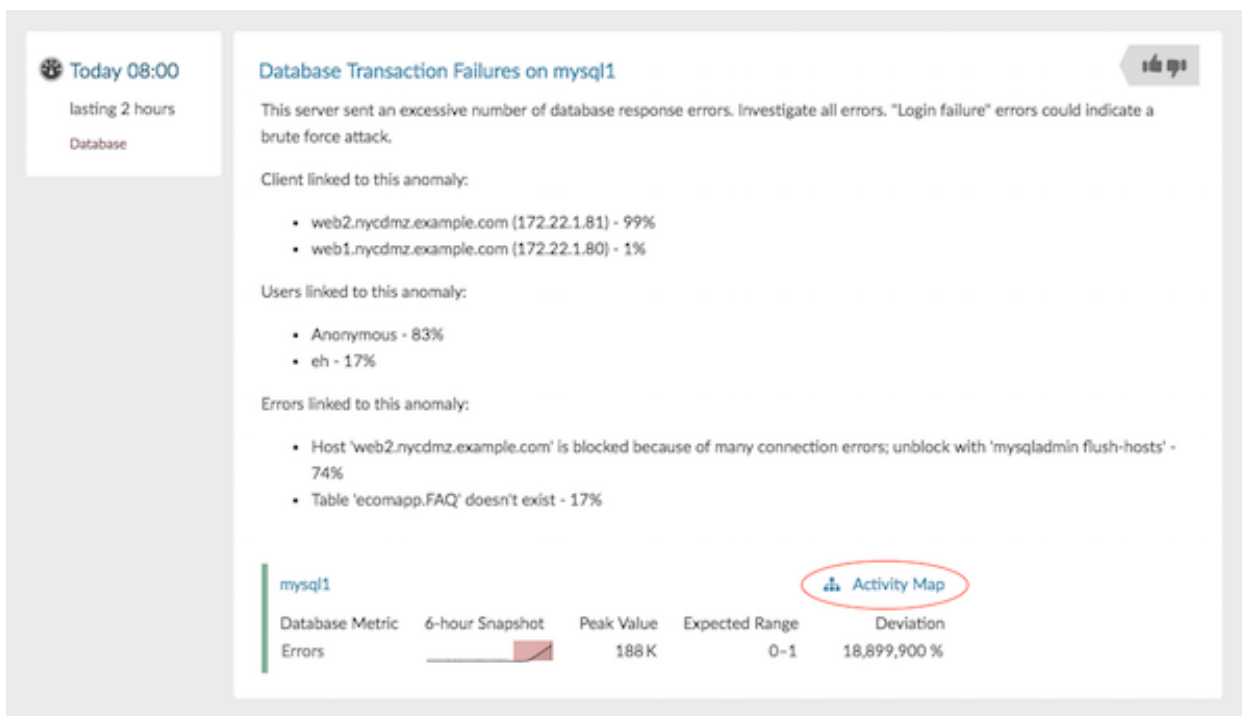 Today 08:00
lasting 2 hours
Database
Database Transaction Failures on mysql1
This server sent an excessive number of database response errors. Investigate all errors. "Login failure" errors could indicate a
brute force attack.
Client linked to this anomaly:
• web2.nycdmz.example.com (172.22.1.81) - 99%
• web1.nycdmz.example.com (172.22.1.80) - 1%
Users linked to this anomaly:
• Anonymous - 83%
• eh - 17%
Errors linked to this anomaly:
• Host 'web2.nycdmz.example.com' is blocked because of many connection errors; unblock with 'mysqladmin flush-hosts' -
74%
• Table 'ecomapp.FAQ' doesn't exist - 17%
mysql1 Activity Map
Database Metric 6-hour Snapshot Peak Value Expected Range Deviation
Errors 188 K 0–1 18,899,900 %